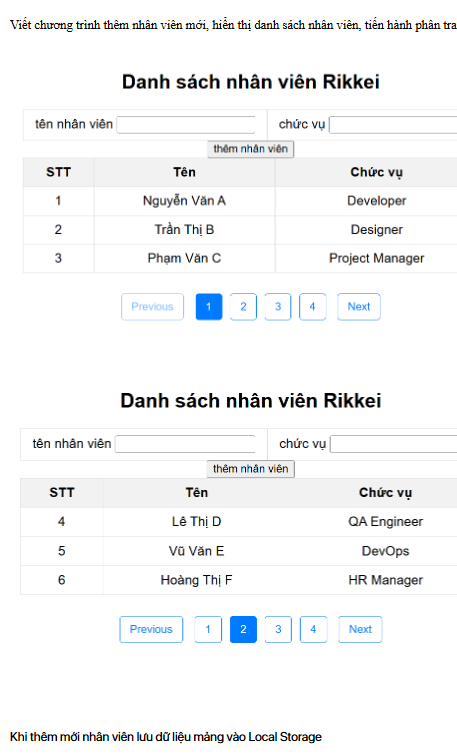 Viết chương trình thêm nhân viên mới, hiển thị danh sách nhân viên, tiến hành phân tra
Danh sách nhân viên Rikkei
tên nhân viên chức vụ
thêm nhân viên
STT Tên Chức vụ
1 Nguyễn Văn A Developer
2 Trần Thị B Designer
3 Phạm Văn C Project Manager
Previous 1 2 3 4 Next
Danh sách nhân viên Rikkei
tên nhân viên chức vụ
thêm nhân viên
STT Tên Chức vụ
4 Lê Thị D QA Engineer
5 Vũ Văn E DevOps
6 Hoàng Thị F HR Manager
Previous 1 2 3 4 Next
Khi thêm mới nhân viên lưu dữ liệu mảng vào Local Storage